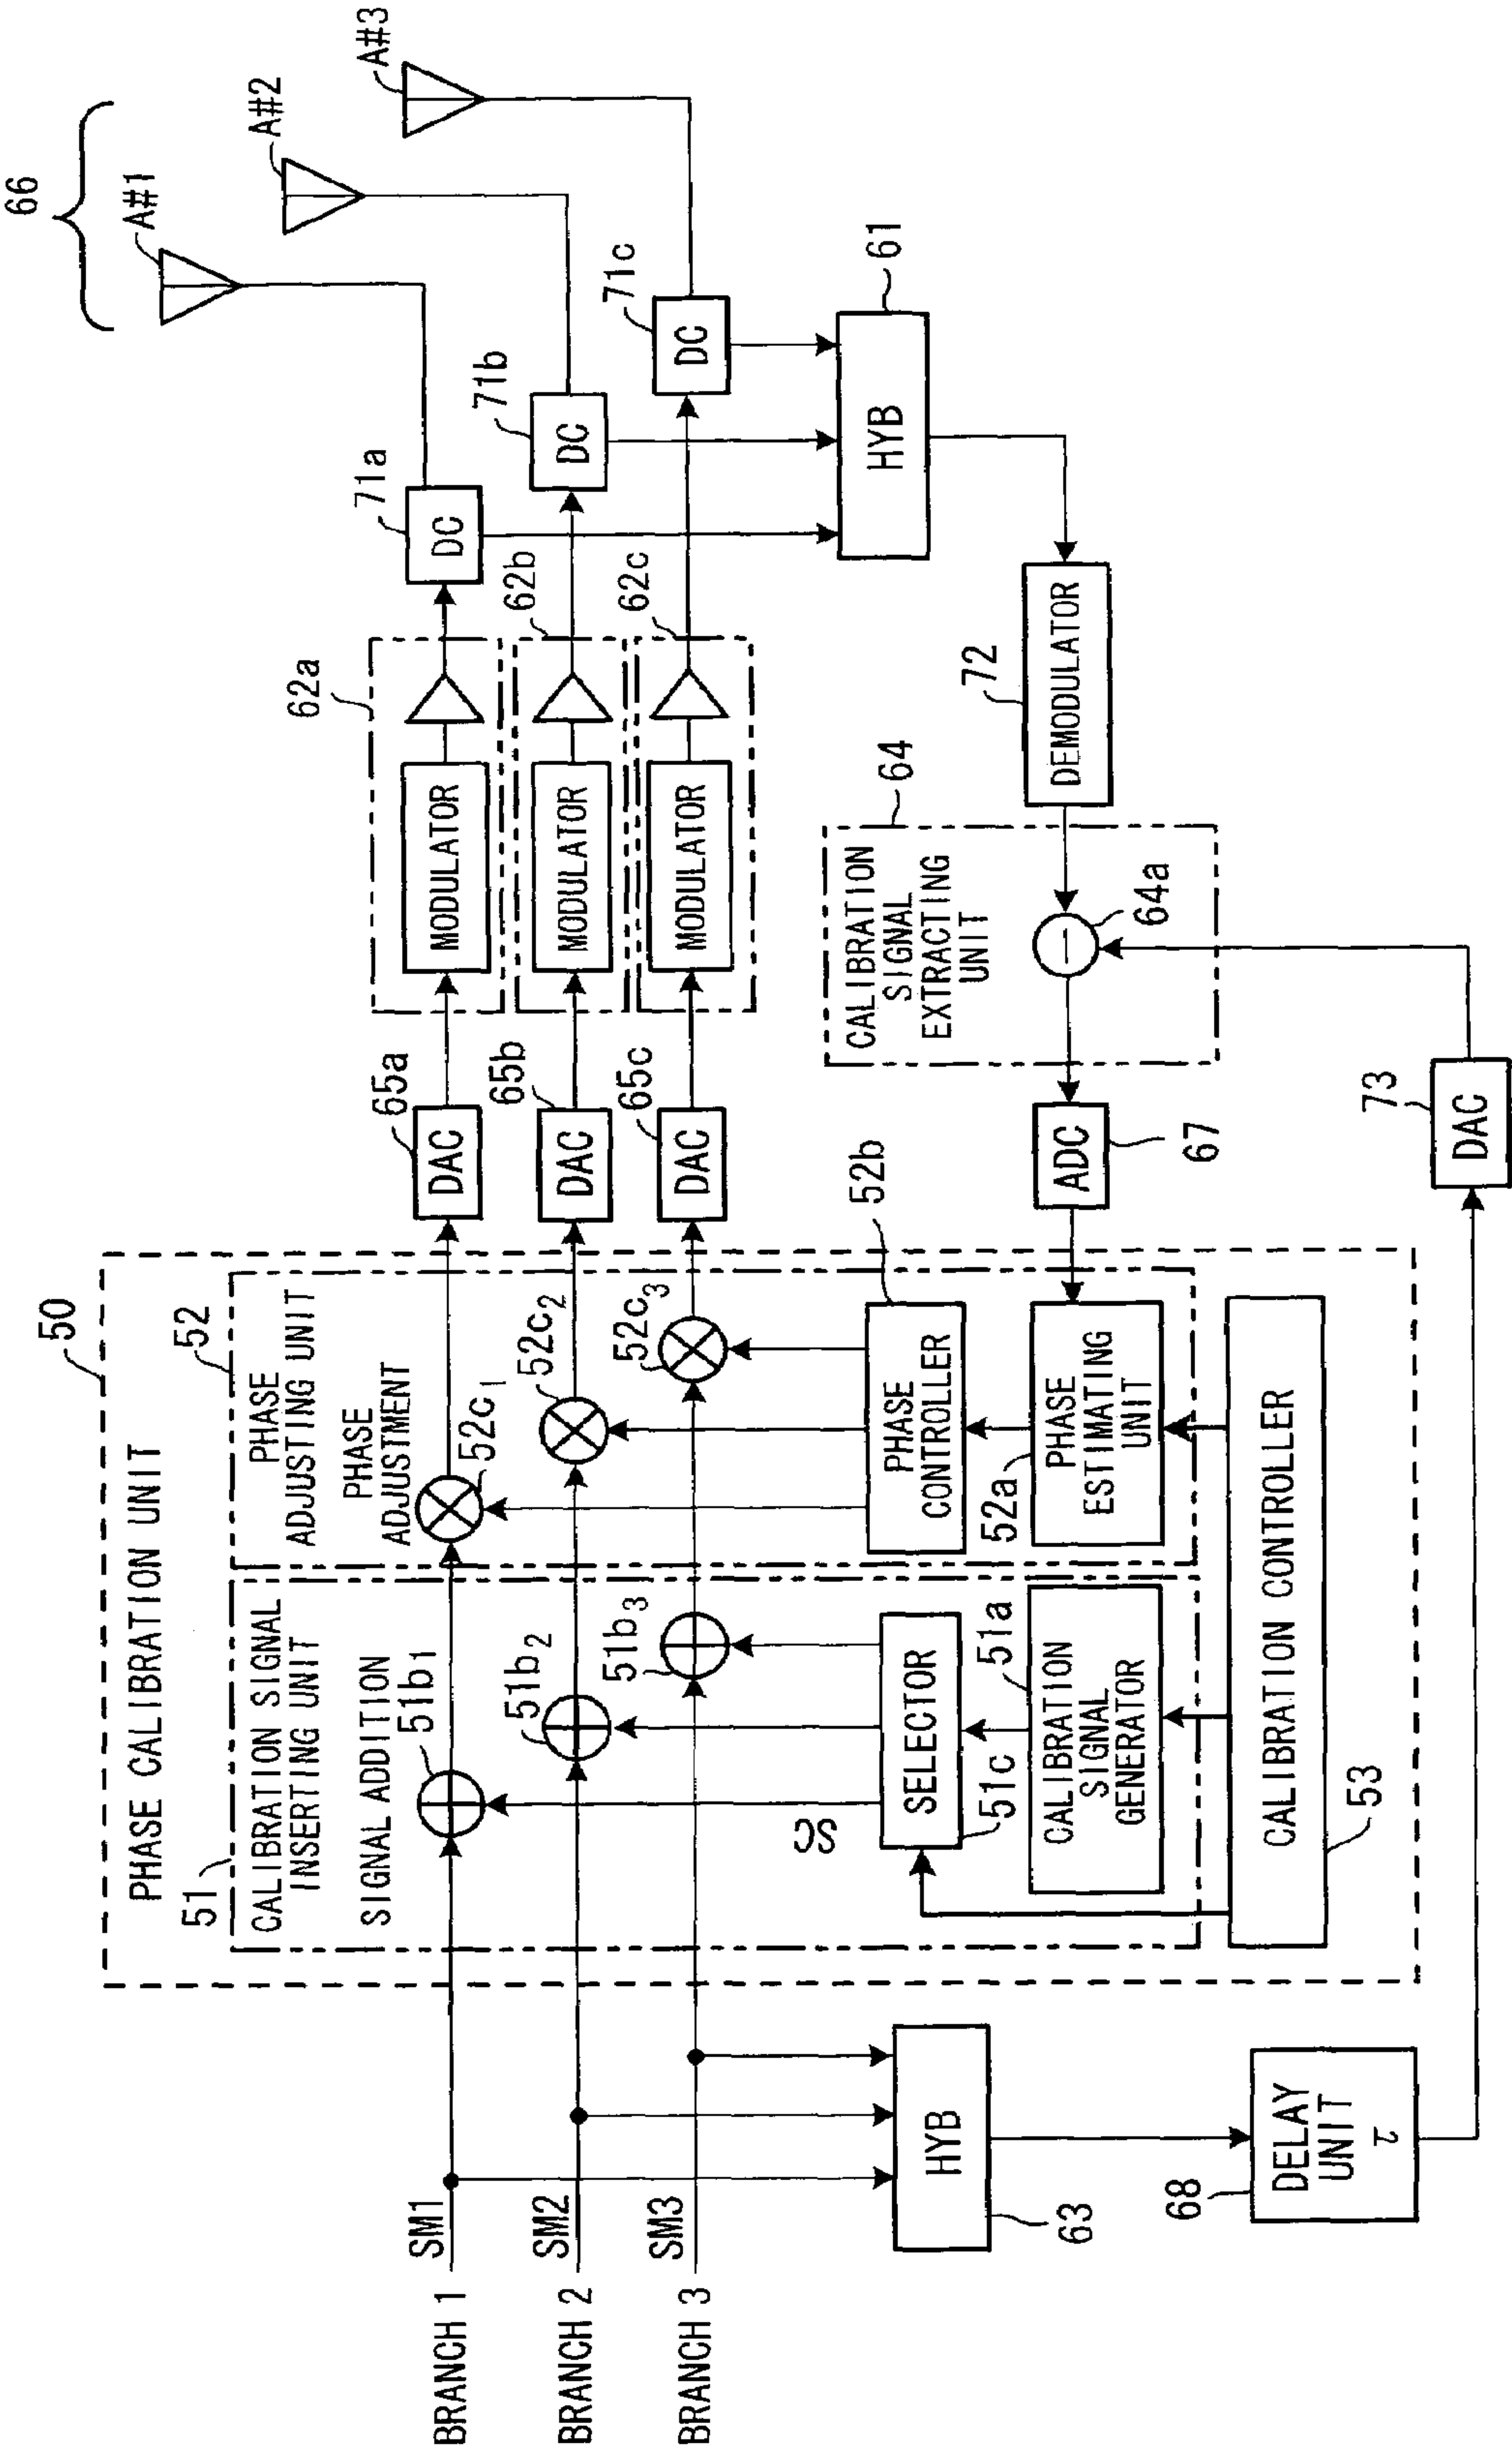 66
A#1
A#2
A#3
50
PHASE CALIBRATION UNIT
51
CALIBRATION SIGNAL
INSERTING UNIT
SIGNAL ADDITION
52
PHASE
ADJUSTING UNIT
PHASE
ADJUSTMENT
BRANCH 1
SM1
51b1
52c1
65a
DAC
62a
MODULATOR
71a
DC
BRANCH 2
SM2
51b2
52c2
65b
DAC
62b
MODULATOR
71b
DC
BRANCH 3
SM3
51b3
52c3
65c
DAC
62c
MODULATOR
71c
DC
SC
SELECTOR
51c
52b
PHASE
CONTROLLER
HYB
61
HYB
63
51a
CALIBRATION
SIGNAL
GENERATOR
52a
PHASE
ESTIMATING
UNIT
ADC
67
CALIBRATION
SIGNAL
EXTRACTING
UNIT
64
64a
72
DEMODULATOR
CALIBRATION CONTROLLER
53
68
DELAY
UNIT
τ
73
DAC